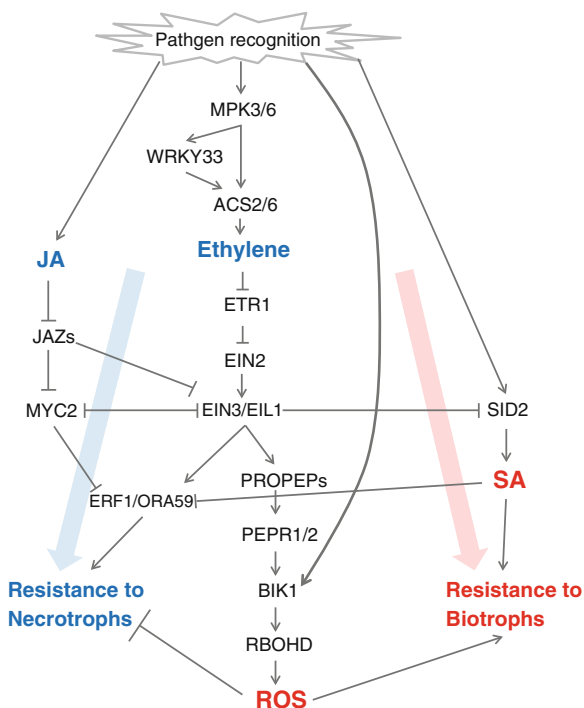 Pathgen recognition
MPK3/6
WRKY33
ACS2/6
JA
Ethylene
ETR1
JAZs
EIN2
MYC2
EIN3/EIL1
SID2
PROPEPs
SA
ERF1/ORA59
PEPR1/2
Resistance to
Necrotrophs
BIK1
Resistance to
Biotrophs
RBOHD
ROS